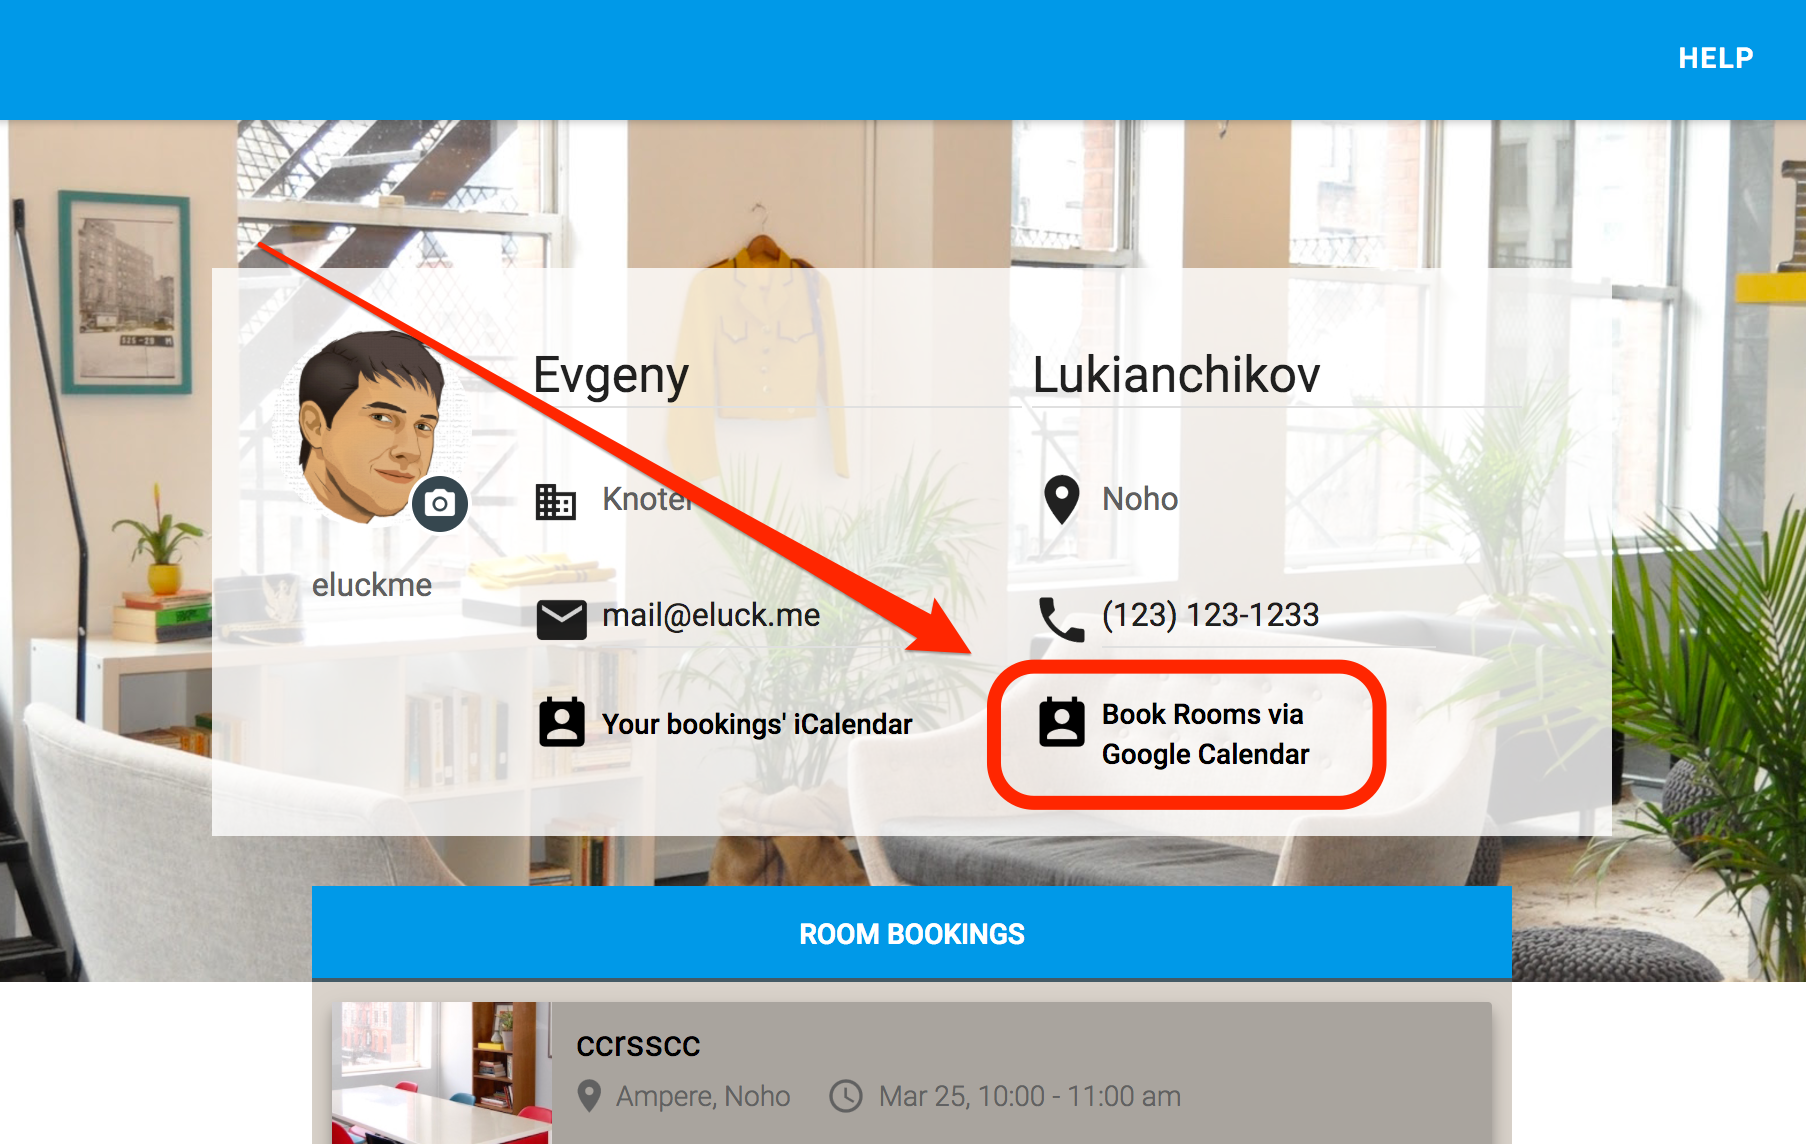 HELP
Evgeny
Lukianchikov
Knotel
Noho
eluckme
mail@eluck.me
(123) 123-1233
Your bookings' iCalendar
Book Rooms via
Google Calendar
ROOM BOOKINGS
ccrsscc
Ampere, Noho
Mar 25, 10:00 - 11:00 am